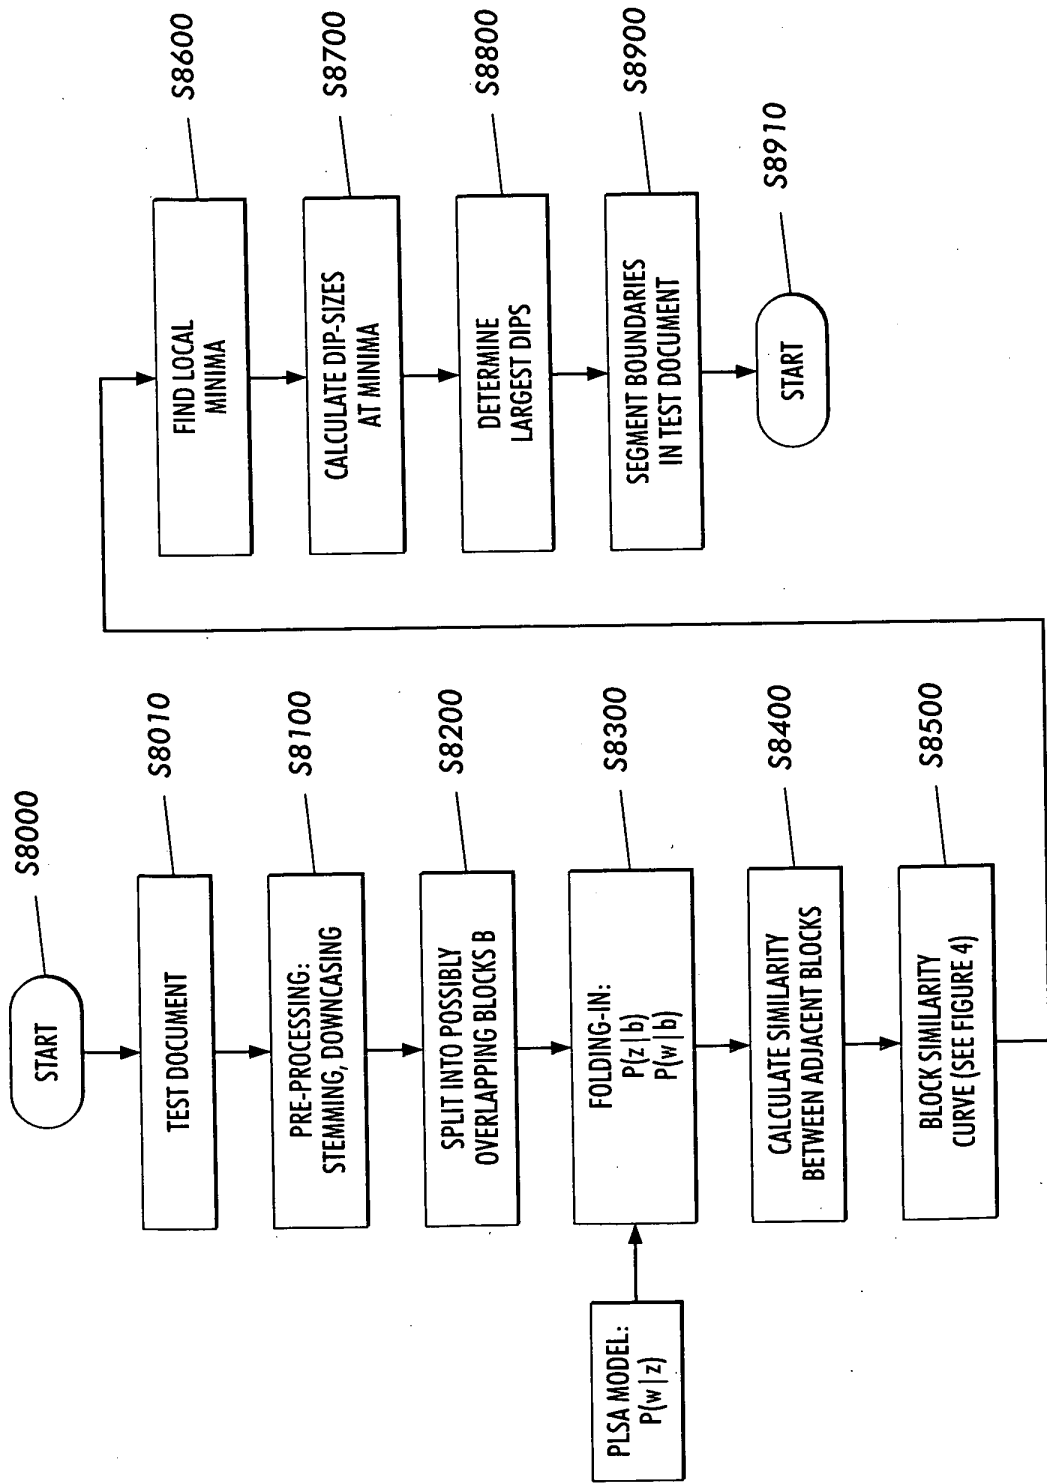 START
S8000
TEST DOCUMENT
S8010
PRE-PROCESSING:
STEMMING, DOWNCASING
S8100
SPLIT INTO POSSIBLY
OVERLAPPING BLOCKS B
S8200
PLSA MODEL:
P(w|z)
FOLDING-IN:
P(z|b)
P(w|b)
S8300
CALCULATE SIMILARITY
BETWEEN ADJACENT BLOCKS
S8400
BLOCK SIMILARITY
CURVE (SEE FIGURE 4)
S8500
FIND LOCAL
MINIMA
S8600
CALCULATE DIP-SIZES
AT MINIMA
S8700
DETERMINE
LARGEST DIPS
S8800
SEGMENT BOUNDARIES
IN TEST DOCUMENT
S8900
START
S8910